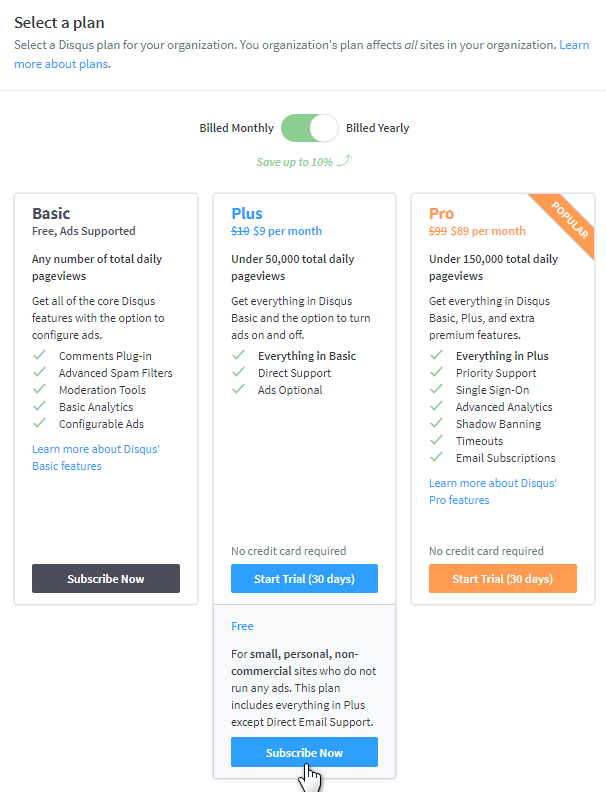 Select a plan
Select a Disqus plan for your organization. You organization's plan affects all sites in your organization. Learn
more about plans.
Billed Monthly Billed Yearly
Save up to 10%
Basic
Free, Ads Supported
Any number of total daily
pageviews
Get all of the core Disqus
features with the option to
configure ads.
Comments Plug-in
Advanced Spam Filters
Moderation Tools
Basic Analytics
Configurable Ads
Learn more about Disqus'
Basic features
Subscribe Now
Plus
$10 $9 per month
Under 50,000 total daily
pageviews
Get everything in Disqus
Basic and the option to turn
ads on and off.
Everything in Basic
Direct Support
Ads Optional
No credit card required
Start Trial (30 days)
Free
For small, personal, non-
commercial sites who do not
run any ads. This plan
includes everything in Plus
except Direct Email Support.
Subscribe Now
POPULAR
Pro
$99 $89 per month
Under 150,000 total daily
pageviews
Get everything in Disqus
Basic, Plus, and extra
premium features.
Everything in Plus
Priority Support
Single Sign-On
Advanced Analytics
Shadow Banning
Timeouts
Email Subscriptions
Learn more about Disqus'
Pro features
No credit card required
Start Trial (30 days)